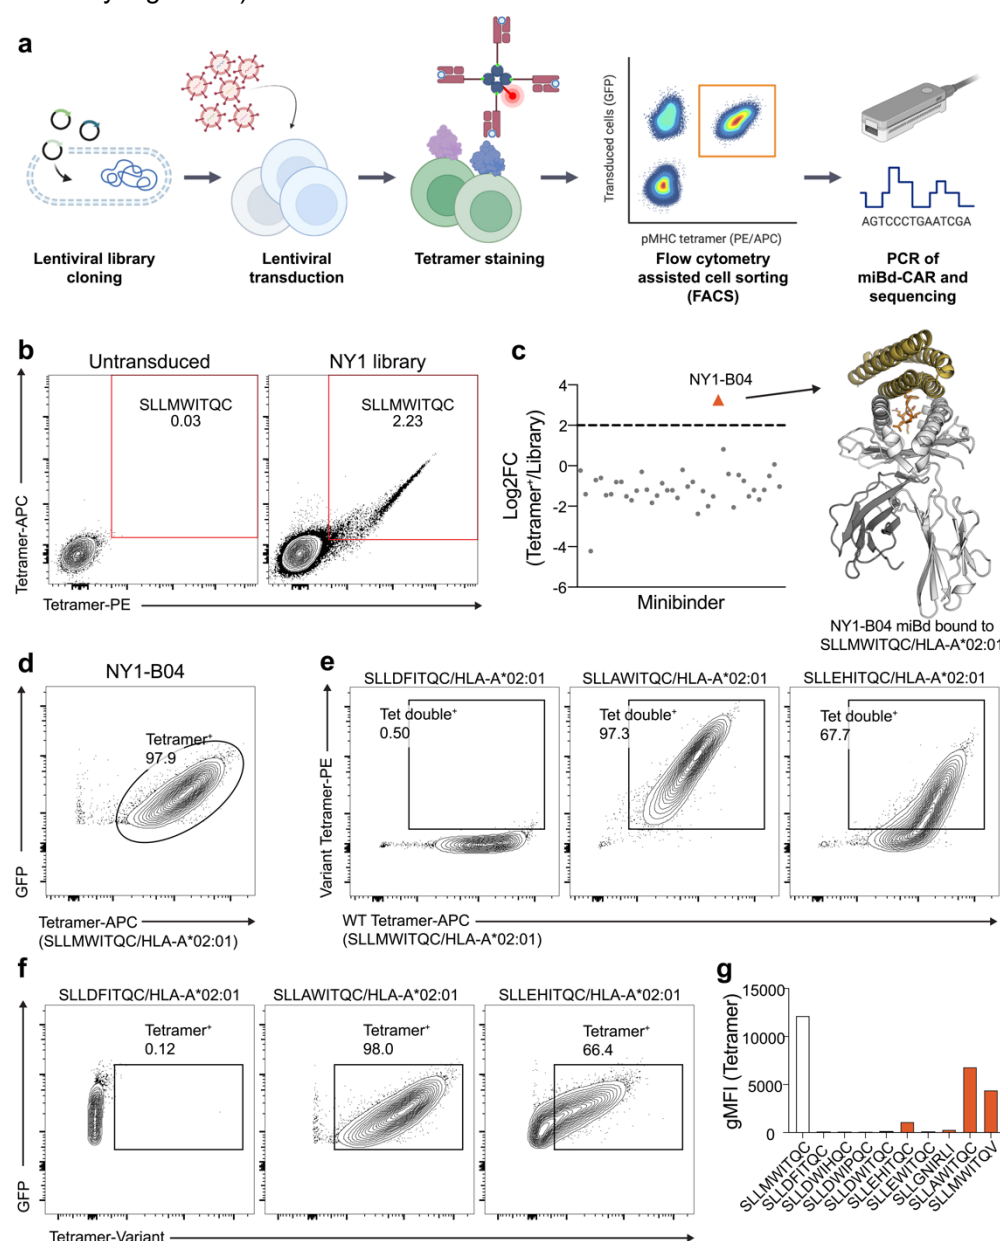 a
Transduced cells (GFP)
pMHC tetramer (PE/APC)
AGTCCCTGAATCGA
Lentiviral library
cloning
Lentiviral
transduction
Tetramer staining
Flow cytometry
assisted cell sorting
(FACS)
PCR of
miBd-CAR and
sequencing
b
Untransduced
NY1 library
SLLMWITQC
0.03
SLLMWITQC
2.23
Tetramer-APC
Tetramer-PE
c
NY1-B04
Log2FC
(Tetramer⁺/Library)
4
2
0
-2
-4
-6
Minibinder
NY1-B04 miBd bound to
SLLMWITQC/HLA-A*02:01
d
NY1-B04
Tetramer⁺
97.9
GFP
Tetramer-APC
(SLLMWITQC/HLA-A*02:01)
e
SLLDFITQC/HLA-A*02:01
SLLAWITQC/HLA-A*02:01
SLLEHITQC/HLA-A*02:01
Tet double⁺
0.50
Tet double⁺
97.3
Tet double⁺
67.7
Variant Tetramer-PE
WT Tetramer-APC
(SLLMWITQC/HLA-A*02:01)
f
SLLDFITQC/HLA-A*02:01
SLLAWITQC/HLA-A*02:01
SLLEHITQC/HLA-A*02:01
Tetramer⁺
0.12
Tetramer⁺
98.0
Tetramer⁺
66.4
GFP
Tetramer-Variant
g
gMFI (Tetramer)
15000
10000
5000
0
SLLMWITQC
SLLDFITQC
SLLDWIHQC
SLLDWIPQC
SLLDWITQC
SLLEHITQC
SLLEWITQC
SLLGNIRLI
SLLAWITQC
SLLMWITQV